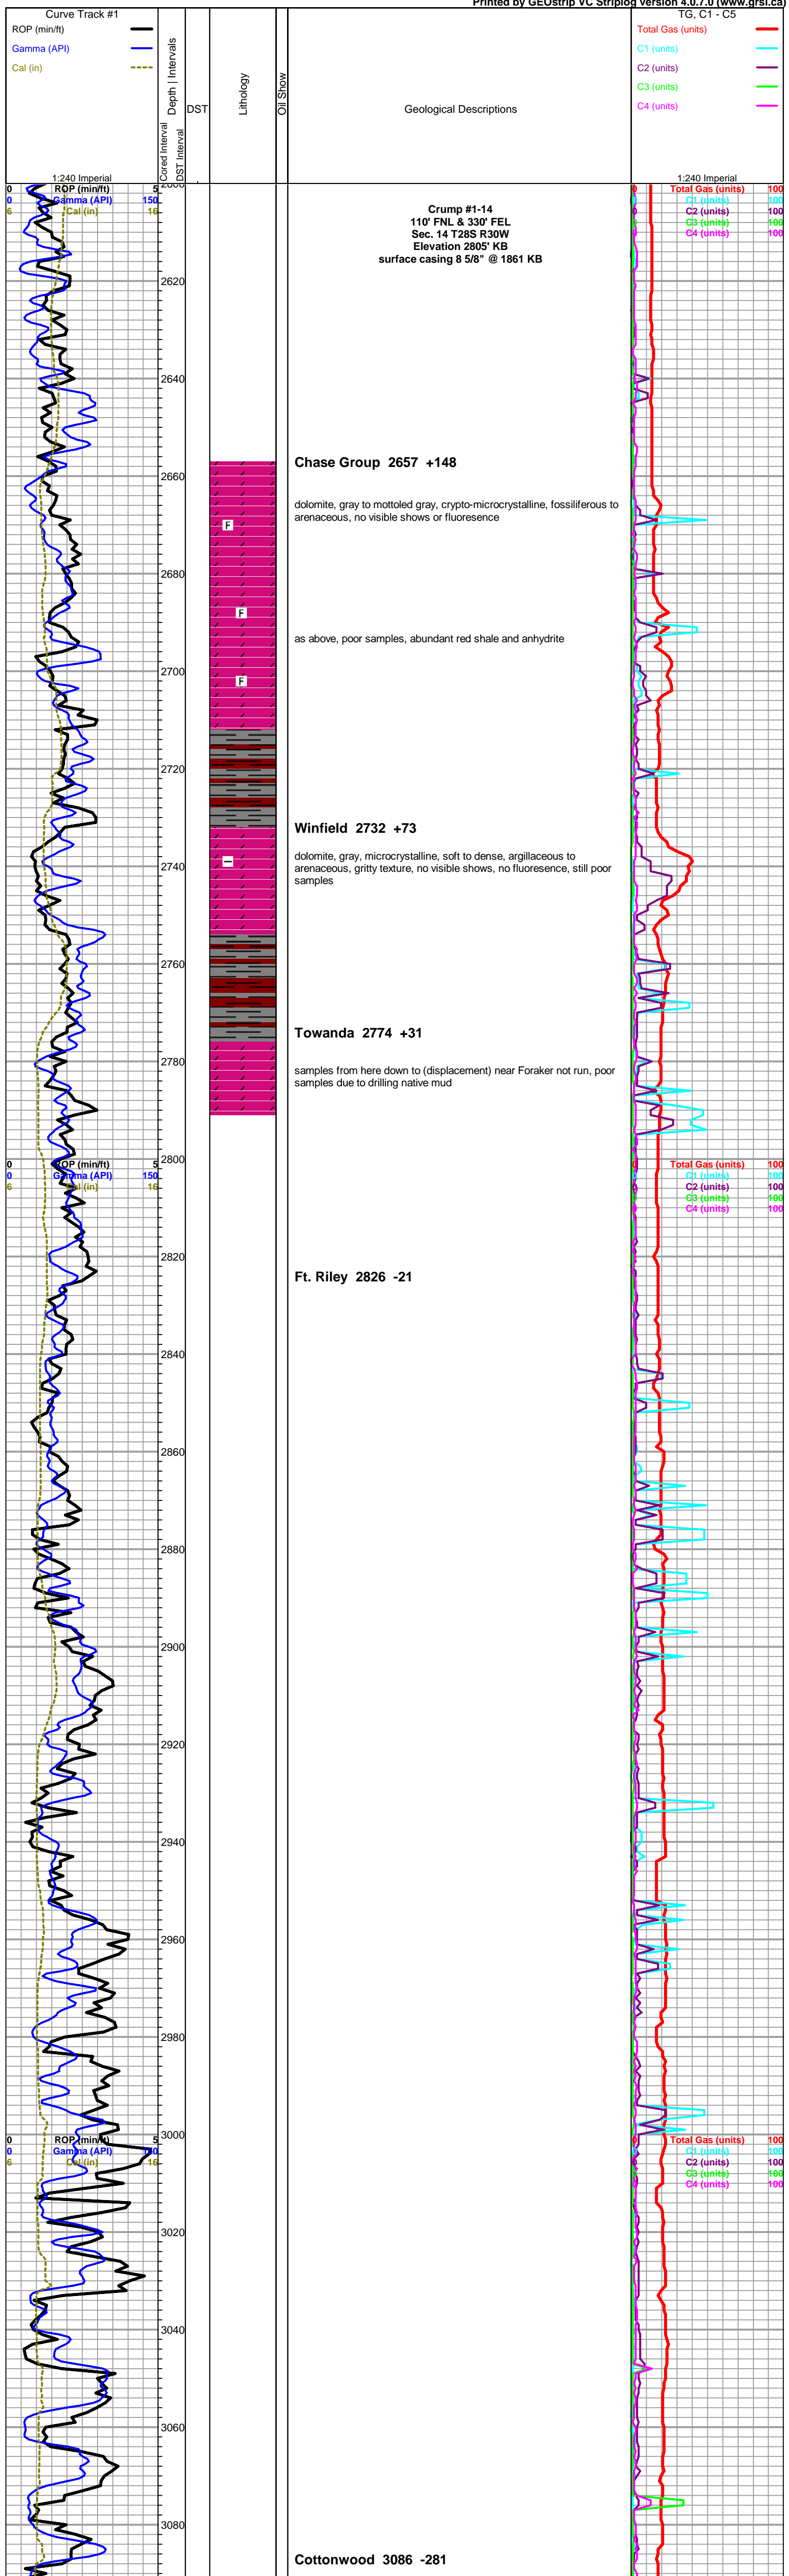 Printed by GEOstrip VC Striplog version 4.0.7.0 (www.grsi.ca)
Curve Track #1
ROP (min/ft)
Gamma (API)
Cal (in)
1:240 Imperial
Depth | Intervals
Cored Interval
DST Interval
DST
Lithology
Oil Show
Geological Descriptions
TG, C1 - C5
Total Gas (units)
C1 (units)
C2 (units)
C3 (units)
C4 (units)
1:240 Imperial
0 ROP (min/ft) 5
0 Gamma (API) 150
6 Cal (in) 16
Total Gas (units) 100
C1 (units) 100
C2 (units) 100
C3 (units) 100
C4 (units) 100
Crump #1-14
110' FNL & 330' FEL
Sec. 14 T28S R30W
Elevation 2805' KB
surface casing 8 5/8" @ 1861 KB
2620
2640
Chase Group 2657 +148
2660
dolomite, gray to mottoled gray, crypto-microcrystalline, fossiliferous to
arenaceous, no visible shows or fluoresence
F
2680
F
as above, poor samples, abundant red shale and anhydrite
2700
F
2720
Winfield 2732 +73
2740
dolomite, gray, microcrystalline, soft to dense, argillaceous to
arenaceous, gritty texture, no visible shows, no fluoresence, still poor
samples
2760
Towanda 2774 +31
2780
samples from here down to (displacement) near Foraker not run, poor
samples due to drilling native mud
2800
0 ROP (min/ft) 5
0 Gamma (API) 150
6 Cal (in) 16
Total Gas (units) 100
C1 (units) 100
C2 (units) 100
C3 (units) 100
C4 (units) 100
2820
Ft. Riley 2826 -21
2840
2860
2880
2900
2920
2940
2960
2980
3000
0 ROP (min/ft) 5
0 Gamma (API)
6 Cal (in) 16
Total Gas (units) 100
C1 (units) 100
C2 (units) 100
C3 (units) 100
C4 (units) 100
3020
3040
3060
3080
Cottonwood 3086 -281